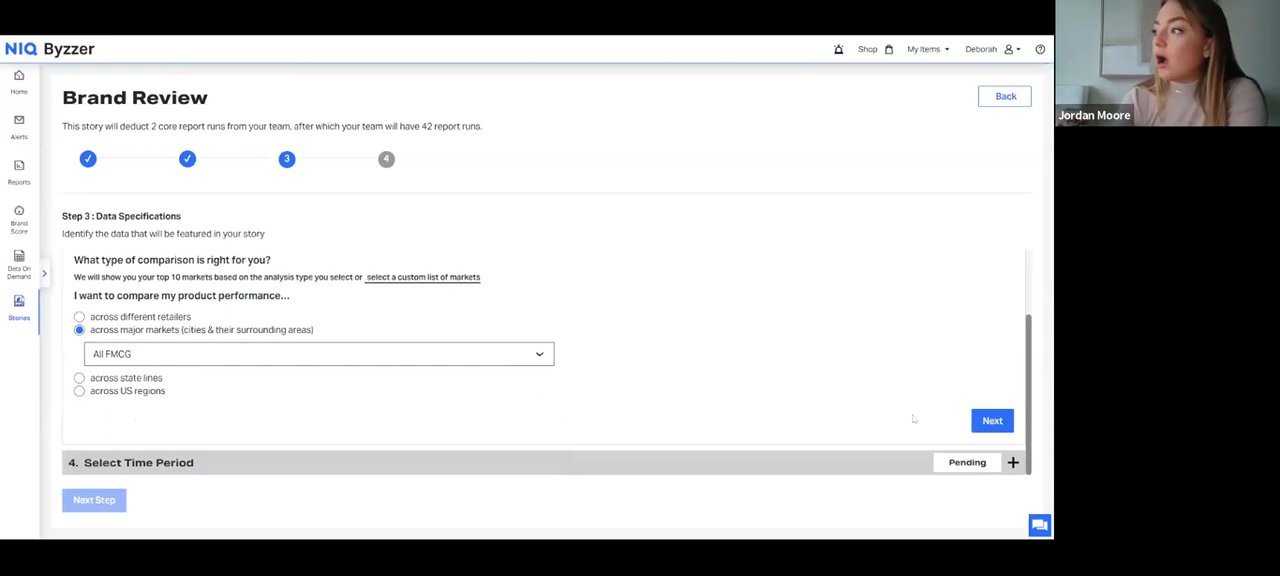 NIQ Byzzer
Shop
My Items
Deborah
Home
Alerts
Reports
Brand
Score
Data On
Demand
Stories
Brand Review
Back
This story will deduct 2 core report runs from your team, after which your team will have 42 report runs.
3
4
Step 3 : Data Specifications
Identify the data that will be featured in your story
What type of comparison is right for you?
We will show you your top 10 markets based on the analysis type you select or select a custom list of markets
I want to compare my product performance...
across different retailers
across major markets (cities & their surrounding areas)
All FMCG
across state lines
across US regions
Next
4. Select Time Period
Pending
Next Step
Jordan Moore